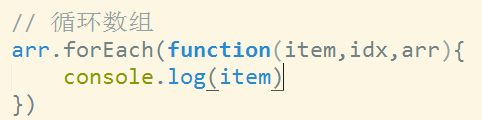 // 循环数组
arr.forEach(function(item,idx,arr){
    console.log(item)
})